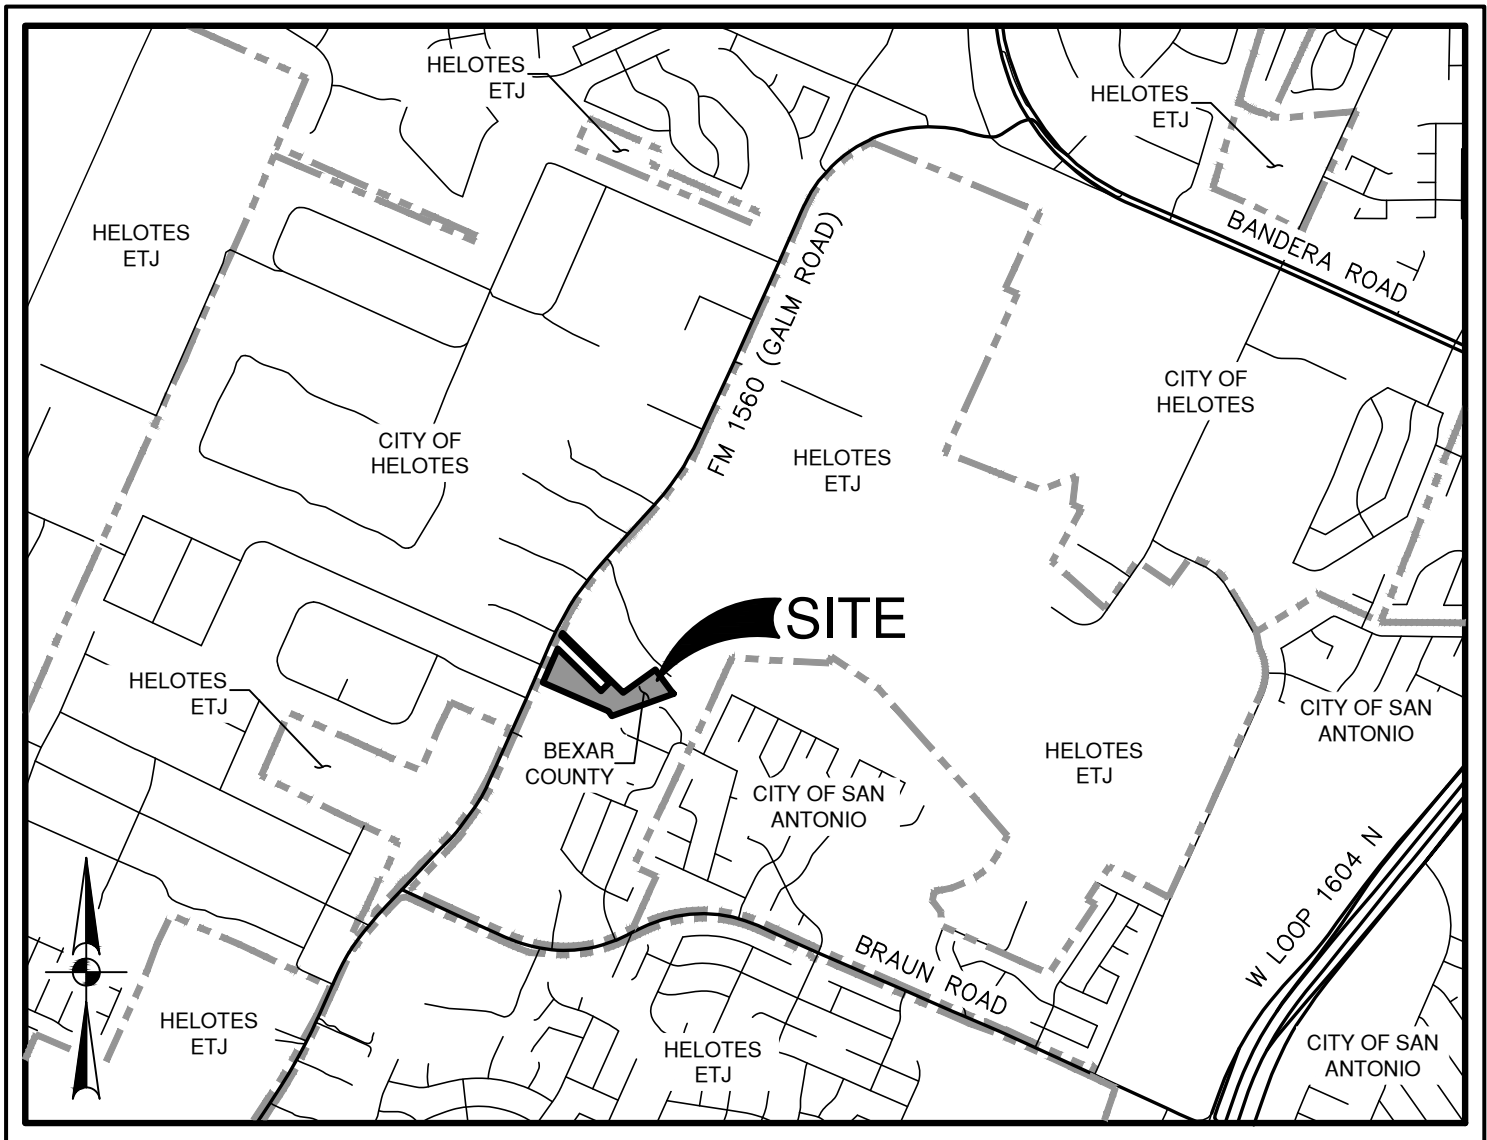 HELOTES
ETJ
HELOTES
ETJ
HELOTES
ETJ
BANDERA ROAD
FM 1560 (GALM ROAD)
CITY OF
HELOTES
CITY OF
HELOTES
HELOTES
ETJ
SITE
HELOTES
ETJ
CITY OF SAN
ANTONIO
BEXAR
COUNTY
HELOTES
ETJ
CITY OF SAN
ANTONIO
W LOOP 1604 N
BRAUN ROAD
HELOTES
ETJ
HELOTES
ETJ
CITY OF SAN
ANTONIO